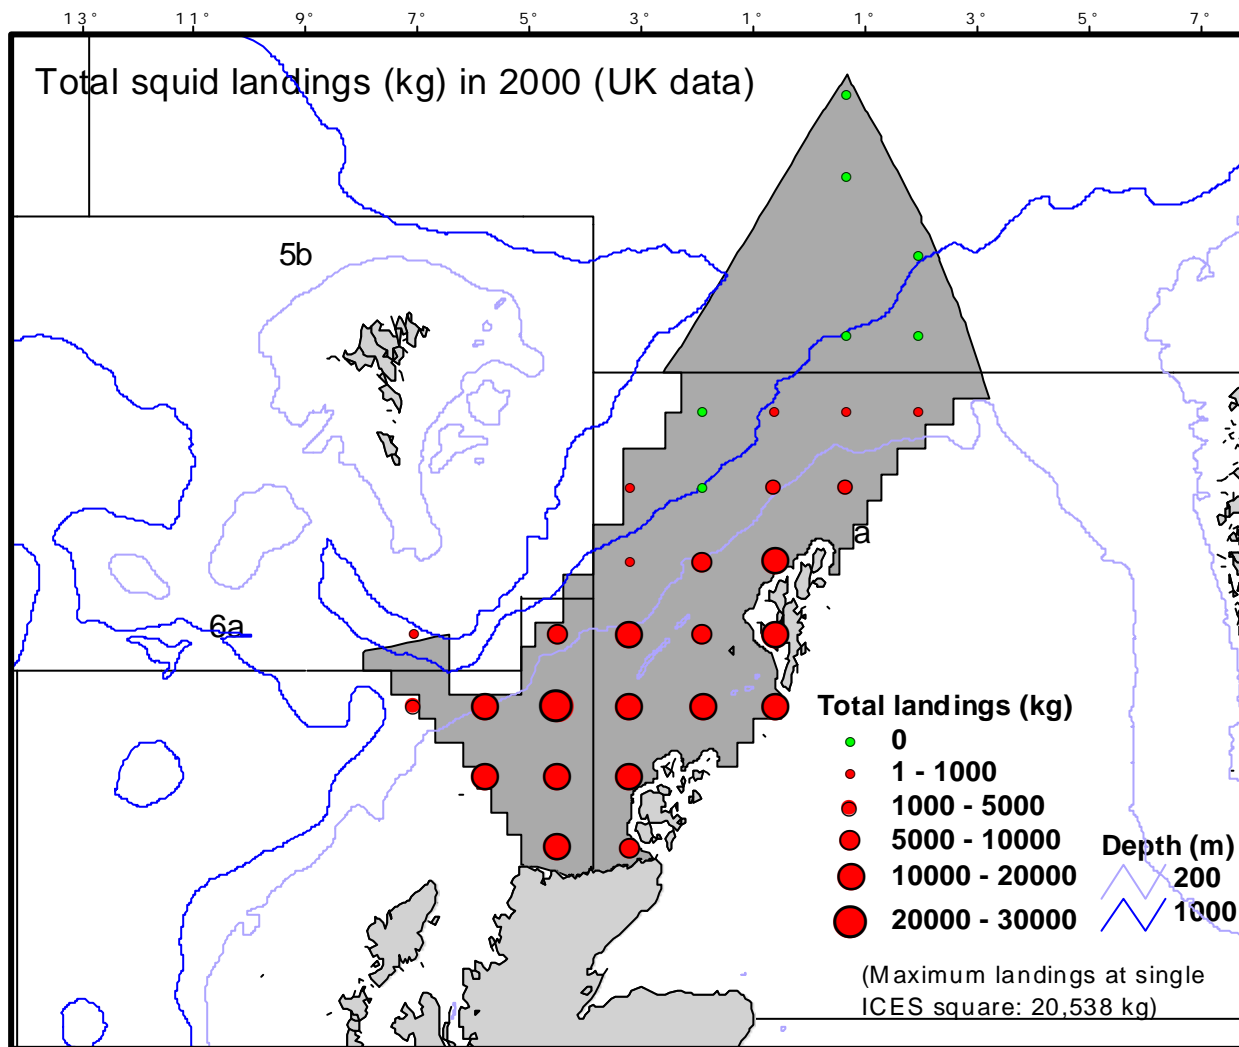 13° 11° 9° 7° 5° 3° 1° 1° 3° 5° 7°
Total squid landings (kg) in 2000 (UK data)
5b
a
6a
Total landings (kg)
0
1 - 1000
1000 - 5000
5000 - 10000
10000 - 20000
20000 - 30000
Depth (m)
200
1000
(Maximum landings at single
ICES square: 20,538 kg)